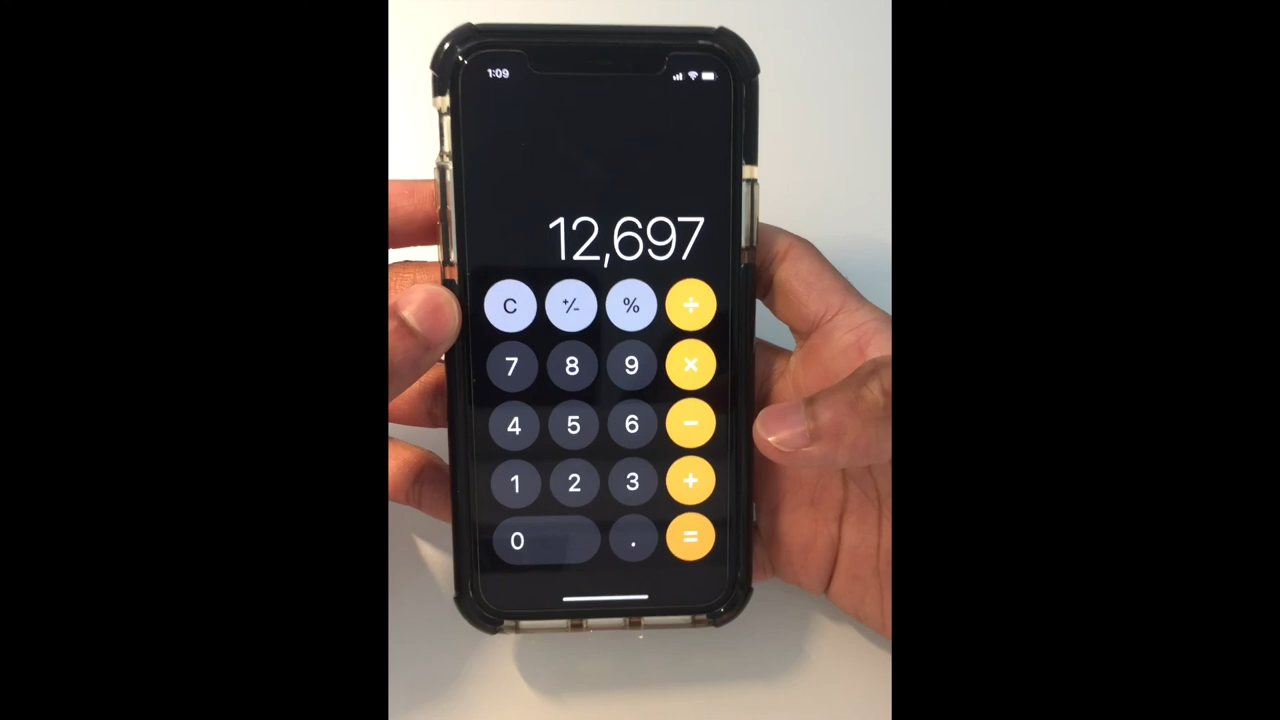 1:09
12,697
C +/- % ÷
7 8 9 ×
4 5 6 −
1 2 3 +
0 . =